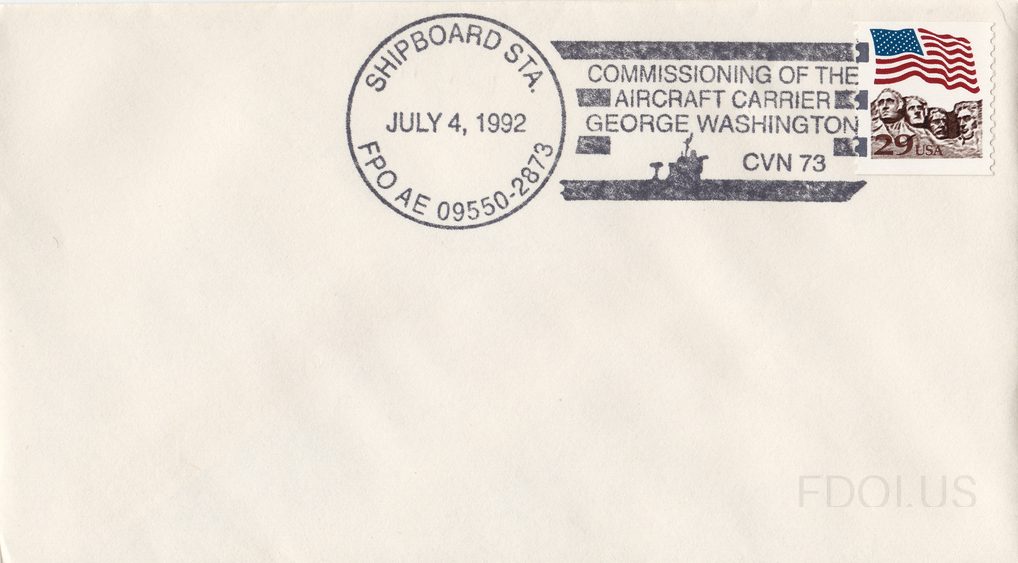 SHIPBOARD STA.
JULY 4, 1992
FPO AE 09550-2873
COMMISSIONING OF THE
AIRCRAFT CARRIER
GEORGE WASHINGTON
CVN 73
29 USA
FDOI.US